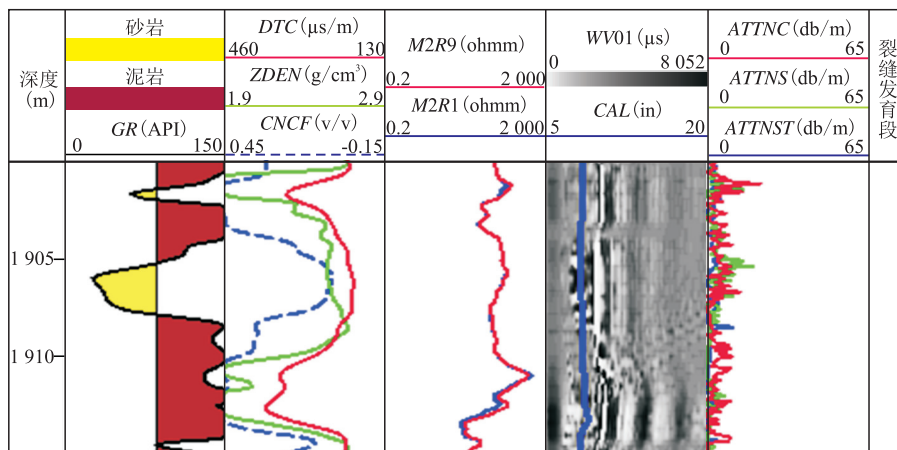 深度
(m)
砂岩
泥岩
GR(API)
0 150
DTC(μs/m)
460 130
ZDEN(g/cm³)
1.9 2.9
CNCF(v/v)
0.45 -0.15
M2R9(ohmm)
0.2 2 000
M2R1(ohmm)
0.2 2 000
WV01(μs)
0 8 052
CAL(in)
5 20
ATTNC(db/m)
0 65
ATTNS(db/m)
0 65
ATTNST(db/m)
0 65
裂缝发育段
1 905
1 910